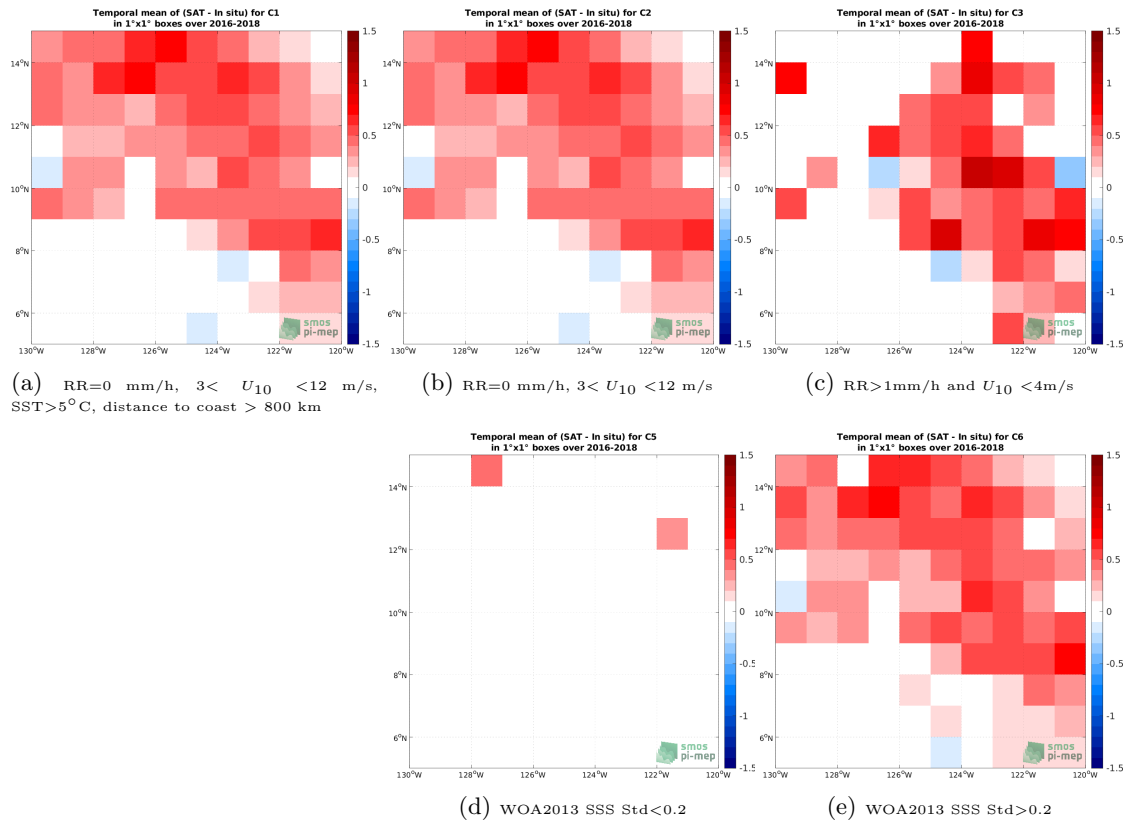 Temporal mean of (SAT - In situ) for C1
in 1°x1° boxes over 2016-2018
14°N
12°N
10°N
8°N
6°N
130°W 128°W 126°W 124°W 122°W 120°W
1.5
1
0.5
0
-0.5
-1
-1.5
smos
pi-mep
(a) RR=0 mm/h, 3< U10 <12 m/s,
SST>5°C, distance to coast > 800 km
Temporal mean of (SAT - In situ) for C2
in 1°x1° boxes over 2016-2018
14°N
12°N
10°N
8°N
6°N
130°W 128°W 126°W 124°W 122°W 120°W
1.5
1
0.5
0
-0.5
-1
-1.5
smos
pi-mep
(b) RR=0 mm/h, 3< U10 <12 m/s
Temporal mean of (SAT - In situ) for C3
in 1°x1° boxes over 2016-2018
14°N
12°N
10°N
8°N
6°N
130°W 128°W 126°W 124°W 122°W 120°W
1.5
1
0.5
0
-0.5
-1
-1.5
smos
pi-mep
(c) RR>1mm/h and U10 <4m/s
Temporal mean of (SAT - In situ) for C5
in 1°x1° boxes over 2016-2018
14°N
12°N
10°N
8°N
6°N
130°W 128°W 126°W 124°W 122°W 120°W
1.5
1
0.5
0
-0.5
-1
-1.5
smos
pi-mep
(d) WOA2013 SSS Std<0.2
Temporal mean of (SAT - In situ) for C6
in 1°x1° boxes over 2016-2018
14°N
12°N
10°N
8°N
6°N
130°W 128°W 126°W 124°W 122°W 120°W
1.5
1
0.5
0
-0.5
-1
-1.5
smos
pi-mep
(e) WOA2013 SSS Std>0.2